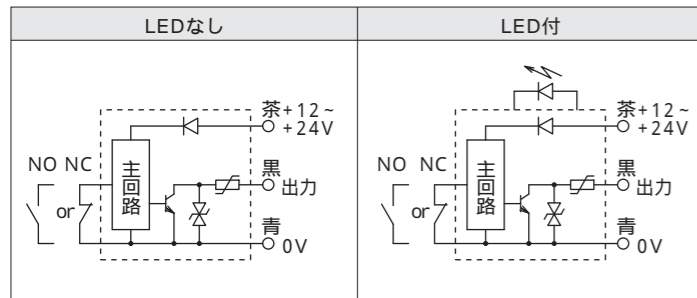 LEDなし
LED付
茶+12~
+24V
NO NC
主回路
黒
出力
or
青
0V
茶+12~
+24V
NO NC
主回路
黒
出力
or
青
0V